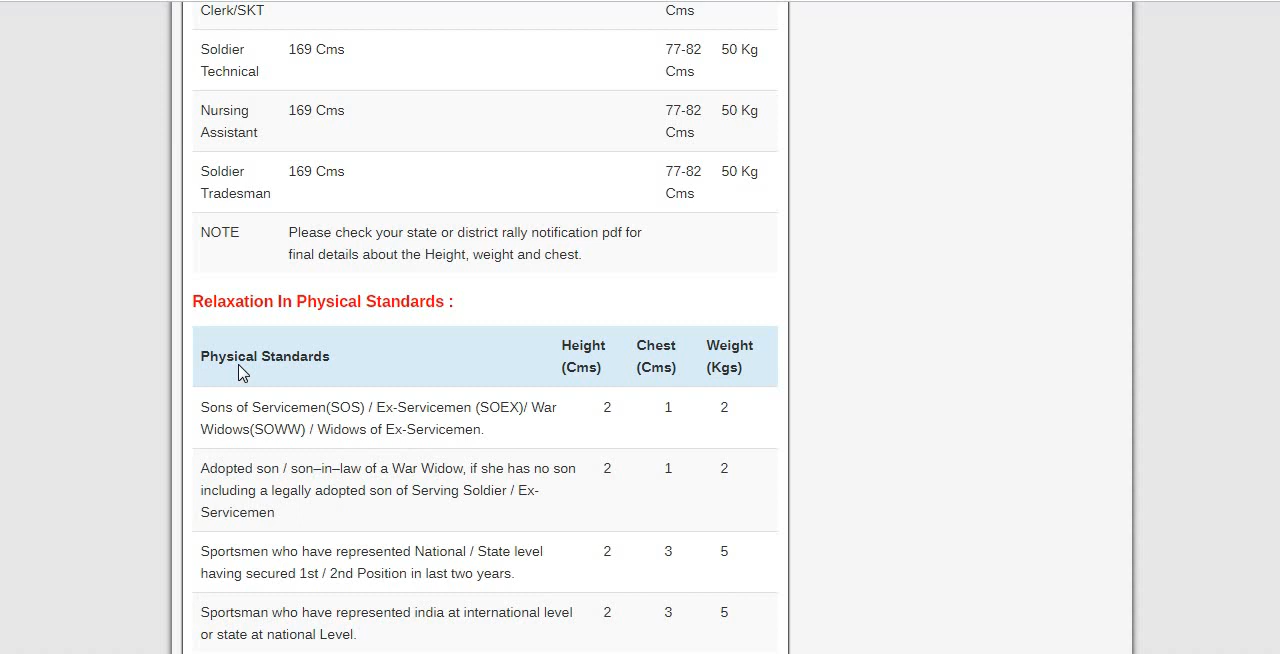 Clerk/SKT Cms
Soldier 169 Cms 77-82 50 Kg
Technical Cms
Nursing 169 Cms 77-82 50 Kg
Assistant Cms
Soldier 169 Cms 77-82 50 Kg
Tradesman Cms
NOTE Please check your state or district rally notification pdf for
final details about the Height, weight and chest.
Relaxation In Physical Standards :
Height Chest Weight
Physical Standards
(Cms) (Cms) (Kgs)
Sons of Servicemen(SOS) / Ex-Servicemen (SOEX)/ War 2 1 2
Widows(SOWW) / Widows of Ex-Servicemen.
Adopted son / son–in–law of a War Widow, if she has no son 2 1 2
including a legally adopted son of Serving Soldier / Ex-
Servicemen
Sportsmen who have represented National / State level 2 3 5
having secured 1st / 2nd Position in last two years.
Sportsman who have represented india at international level 2 3 5
or state at national Level.